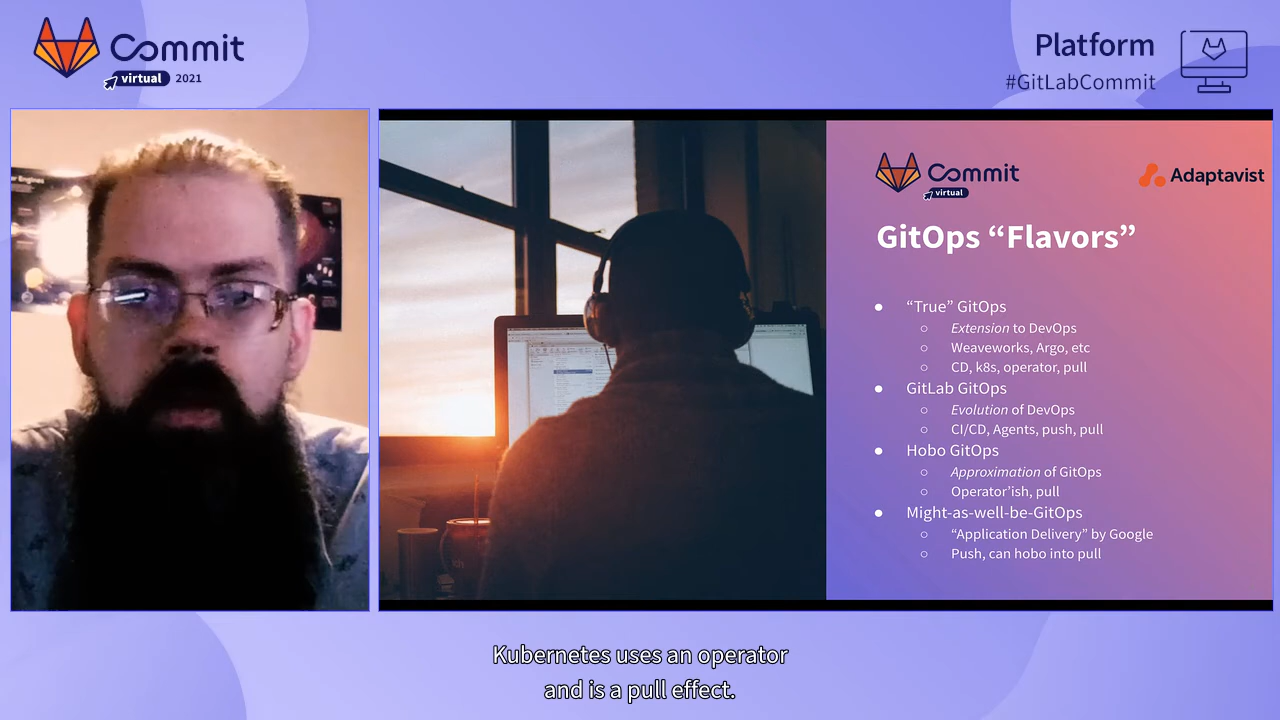 Commit
virtual 2021
Platform
#GitLabCommit
Commit
virtual
Adaptavist
GitOps “Flavors”
● “True” GitOps
○ Extension to DevOps
○ Weaveworks, Argo, etc
○ CD, k8s, operator, pull
● GitLab GitOps
○ Evolution of DevOps
○ CI/CD, Agents, push, pull
● Hobo GitOps
○ Approximation of GitOps
○ Operator’ish, pull
● Might-as-well-be-GitOps
○ “Application Delivery” by Google
○ Push, can hobo into pull
Kubernetes uses an operator
and is a pull effect.